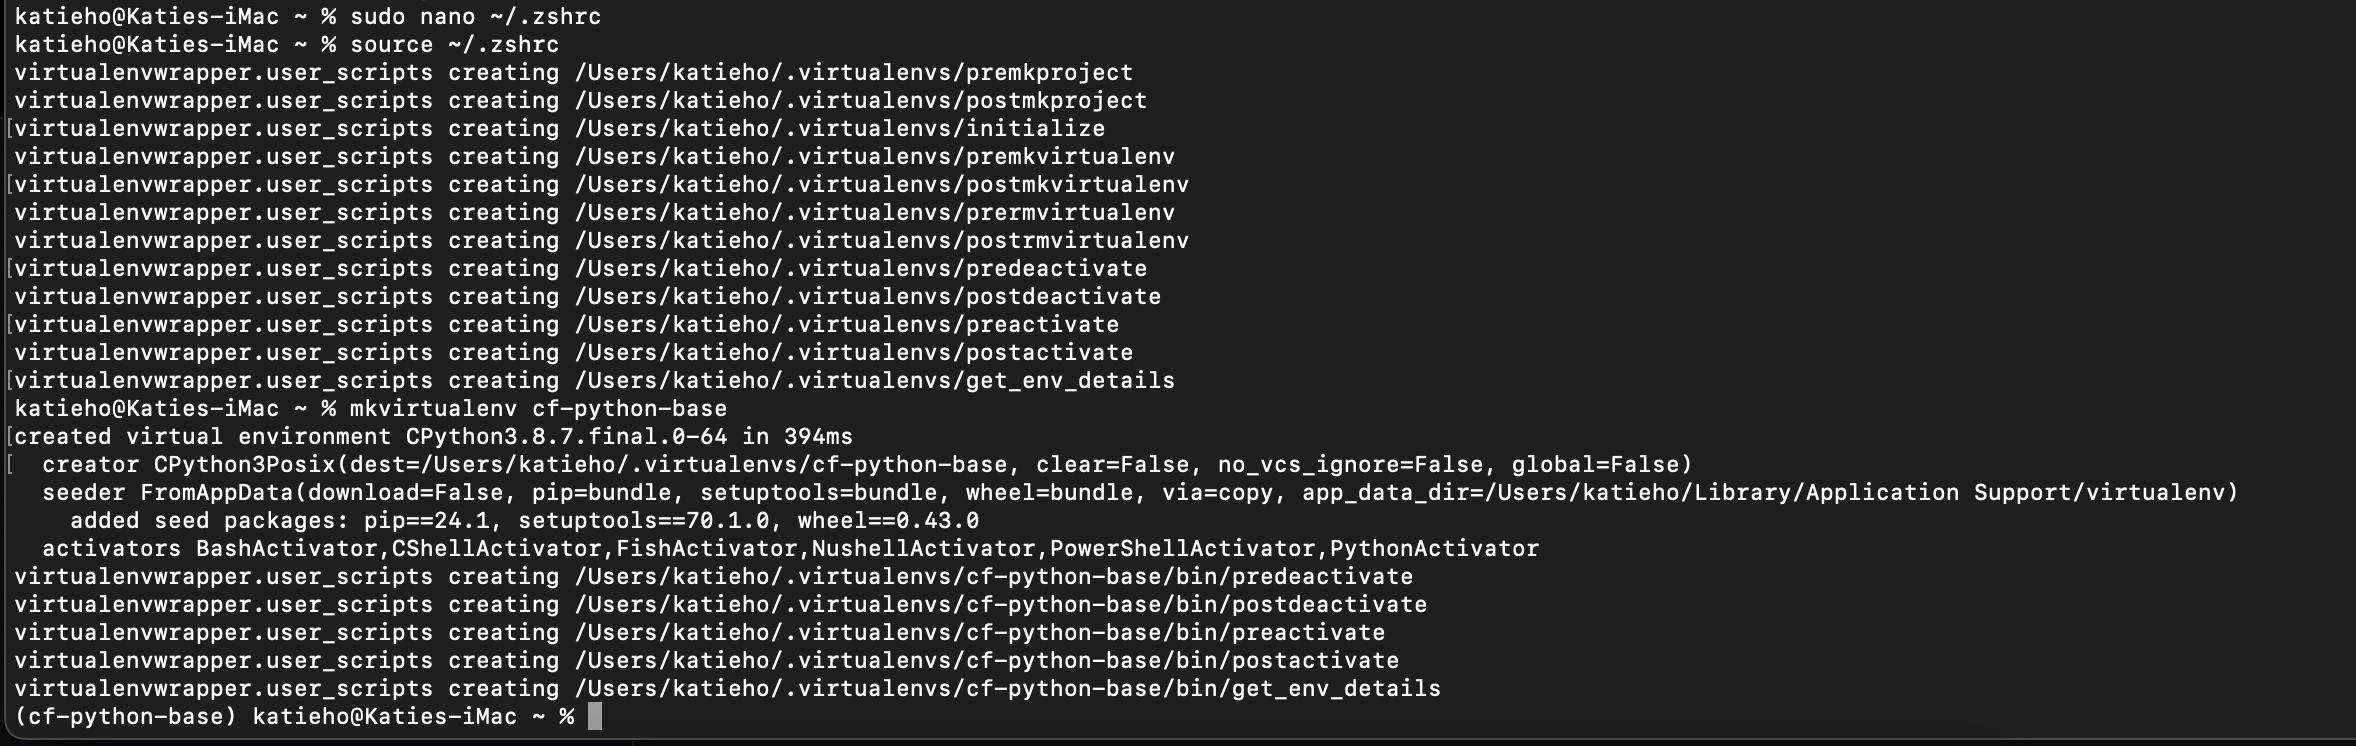 katieho@Katies-iMac ~ % sudo nano ~/.zshrc
katieho@Katies-iMac ~ % source ~/.zshrc
virtualenvwrapper.user_scripts creating /Users/katieho/.virtualenvs/premkproject
virtualenvwrapper.user_scripts creating /Users/katieho/.virtualenvs/postmkproject
[virtualenvwrapper.user_scripts creating /Users/katieho/.virtualenvs/initialize
virtualenvwrapper.user_scripts creating /Users/katieho/.virtualenvs/premkvirtualenv
[virtualenvwrapper.user_scripts creating /Users/katieho/.virtualenvs/postmkvirtualenv
virtualenvwrapper.user_scripts creating /Users/katieho/.virtualenvs/prermvirtualenv
virtualenvwrapper.user_scripts creating /Users/katieho/.virtualenvs/postrmvirtualenv
[virtualenvwrapper.user_scripts creating /Users/katieho/.virtualenvs/predeactivate
virtualenvwrapper.user_scripts creating /Users/katieho/.virtualenvs/postdeactivate
[virtualenvwrapper.user_scripts creating /Users/katieho/.virtualenvs/preactivate
virtualenvwrapper.user_scripts creating /Users/katieho/.virtualenvs/postactivate
[virtualenvwrapper.user_scripts creating /Users/katieho/.virtualenvs/get_env_details
katieho@Katies-iMac ~ % mkvirtualenv cf-python-base
[created virtual environment CPython3.8.7.final.0-64 in 394ms
[  creator CPython3Posix(dest=/Users/katieho/.virtualenvs/cf-python-base, clear=False, no_vcs_ignore=False, global=False)
  seeder FromAppData(download=False, pip=bundle, setuptools=bundle, wheel=bundle, via=copy, app_data_dir=/Users/katieho/Library/Application Support/virtualenv)
    added seed packages: pip==24.1, setuptools==70.1.0, wheel==0.43.0
  activators BashActivator,CShellActivator,FishActivator,NushellActivator,PowerShellActivator,PythonActivator
virtualenvwrapper.user_scripts creating /Users/katieho/.virtualenvs/cf-python-base/bin/predeactivate
virtualenvwrapper.user_scripts creating /Users/katieho/.virtualenvs/cf-python-base/bin/postdeactivate
virtualenvwrapper.user_scripts creating /Users/katieho/.virtualenvs/cf-python-base/bin/preactivate
virtualenvwrapper.user_scripts creating /Users/katieho/.virtualenvs/cf-python-base/bin/postactivate
virtualenvwrapper.user_scripts creating /Users/katieho/.virtualenvs/cf-python-base/bin/get_env_details
(cf-python-base) katieho@Katies-iMac ~ %